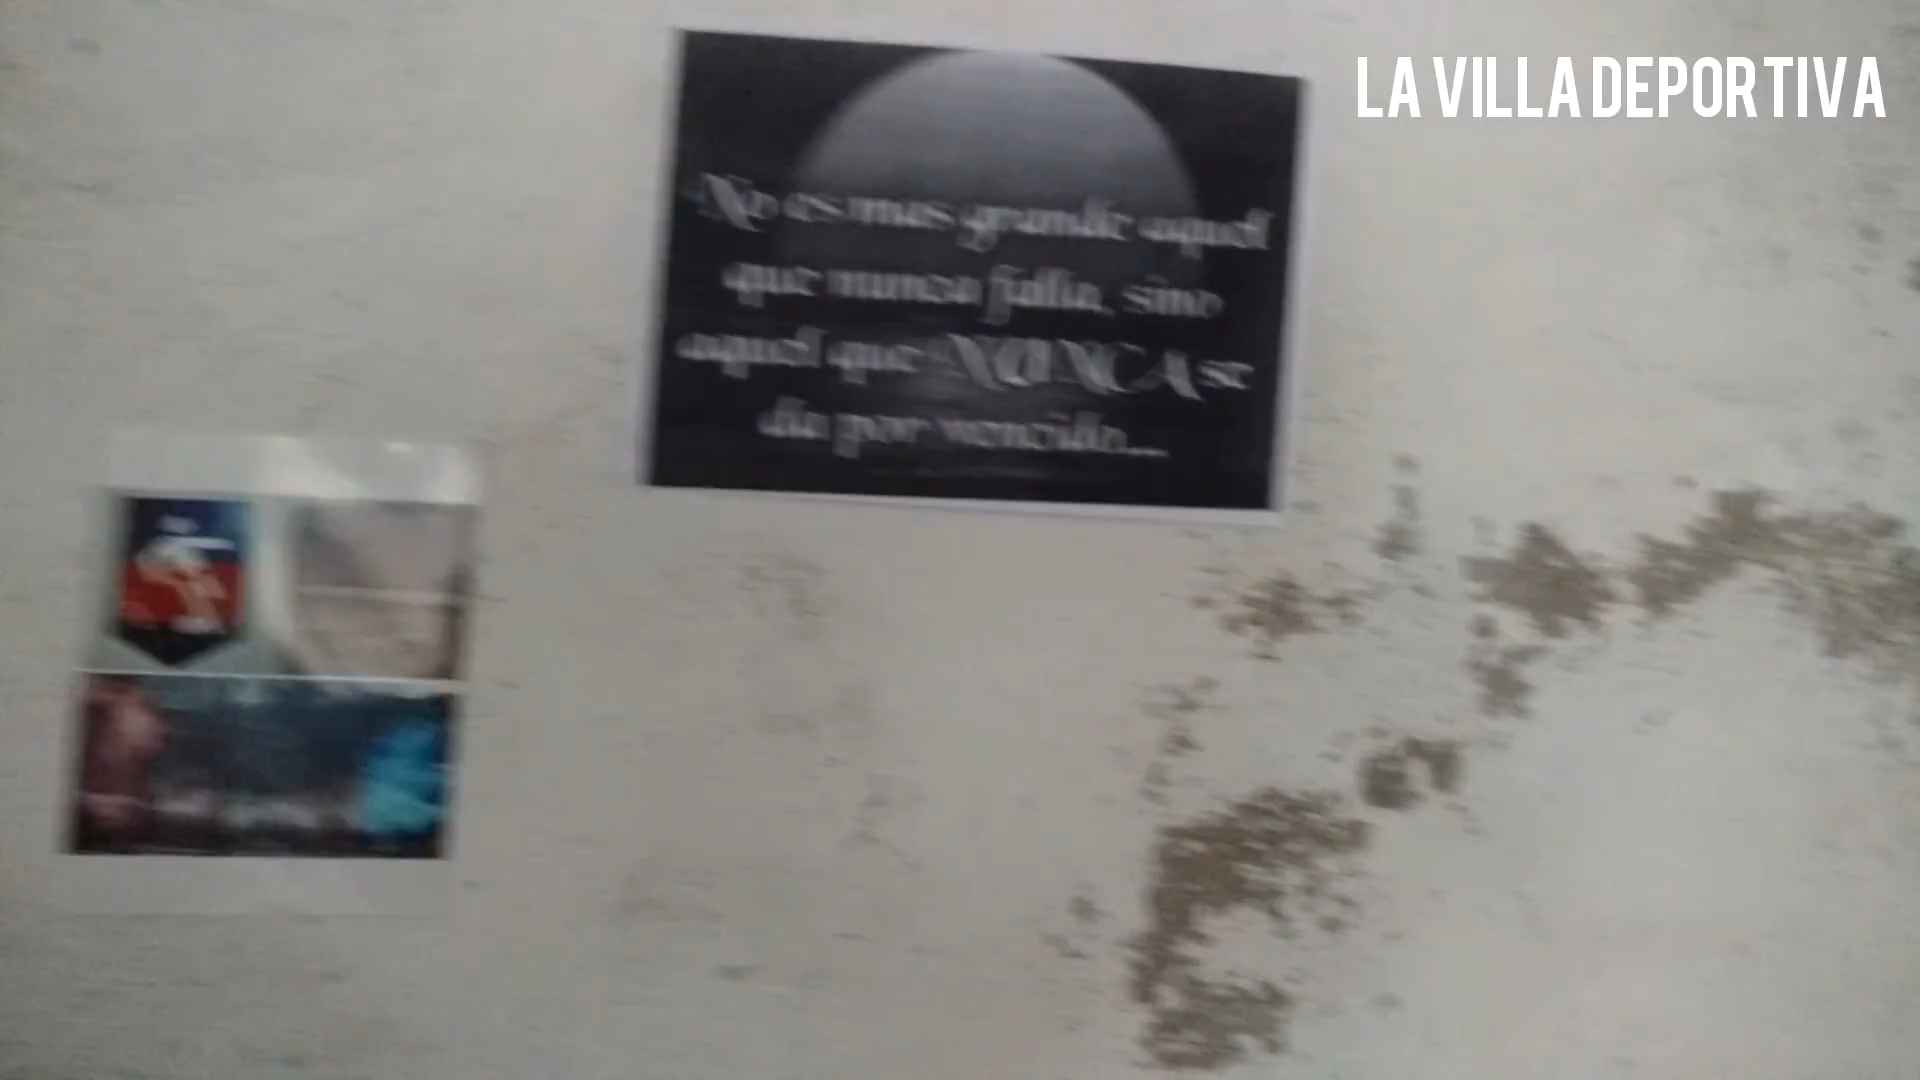 LA VILLA DEPORTIVA
No es mas grande aquel
que nunca falla, sino
aquel que NUNCA se
da por vencido...